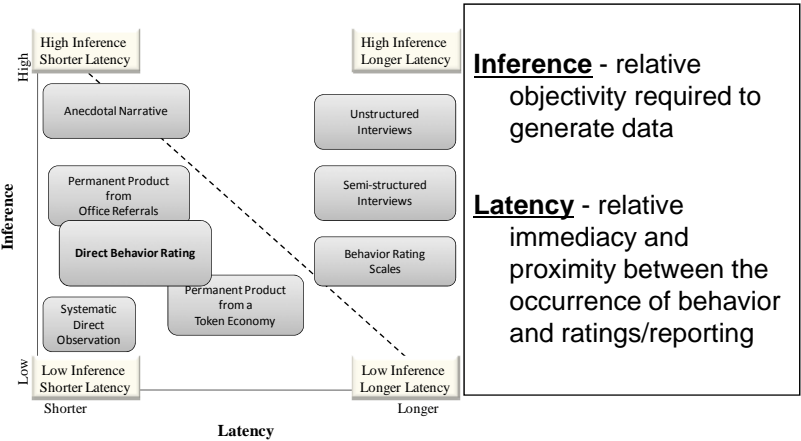 High Inference
Shorter Latency
High Inference
Longer Latency
High
Anecdotal Narrative
Unstructured
Interviews
Permanent Product
from
Office Referrals
Semi-structured
Interviews
Inference
Direct Behavior Rating
Behavior Rating
Scales
Permanent Product
from a
Token Economy
Systematic
Direct
Observation
Low
Low Inference
Shorter Latency
Low Inference
Longer Latency
Shorter
Longer
Latency
Inference - relative
objectivity required to
generate data
Latency - relative
immediacy and
proximity between the
occurrence of behavior
and ratings/reporting